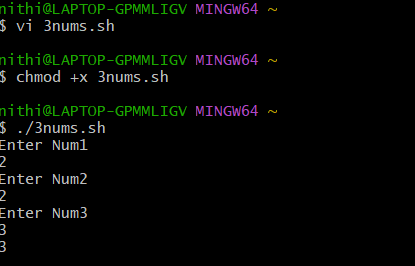 nithi@LAPTOP-GPMMLIGV MINGW64 ~
$ vi 3nums.sh
nithi@LAPTOP-GPMMLIGV MINGW64 ~
$ chmod +x 3nums.sh
nithi@LAPTOP-GPMMLIGV MINGW64 ~
$ ./3nums.sh
Enter Num1
2
Enter Num2
2
Enter Num3
3
3